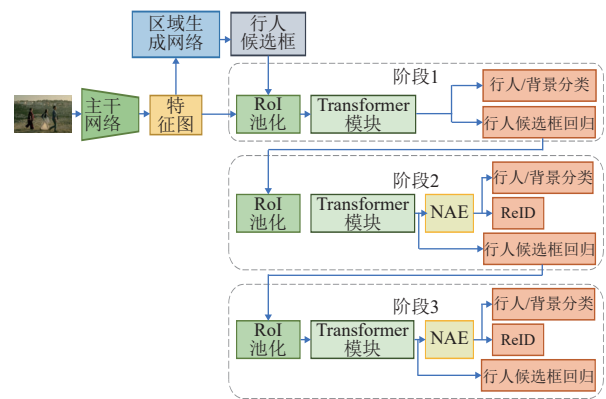 区域生
成网络
行人
候选框
主干
网络
特
征图
阶段1
RoI
池化
Transformer
模块
行人/背景分类
行人候选框回归
阶段2
RoI
池化
Transformer
模块
NAE
行人/背景分类
ReID
行人候选框回归
阶段3
RoI
池化
Transformer
模块
NAE
行人/背景分类
ReID
行人候选框回归